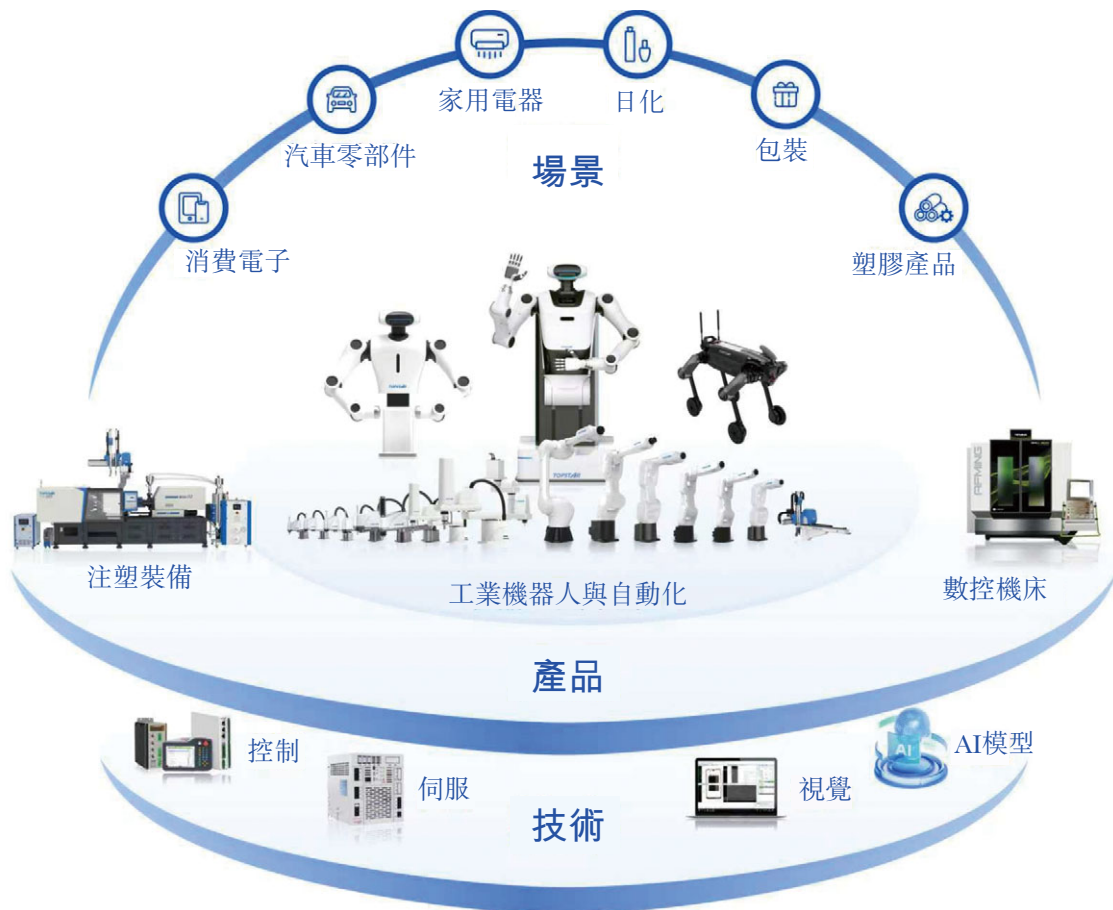 家用電器
日化
汽車零部件
包裝
場景
消費電子
塑膠產品
TOPSTAR
注塑裝備
工業機器人與自動化
數控機床
產品
控制
伺服
視覺
AI
AI模型
技術